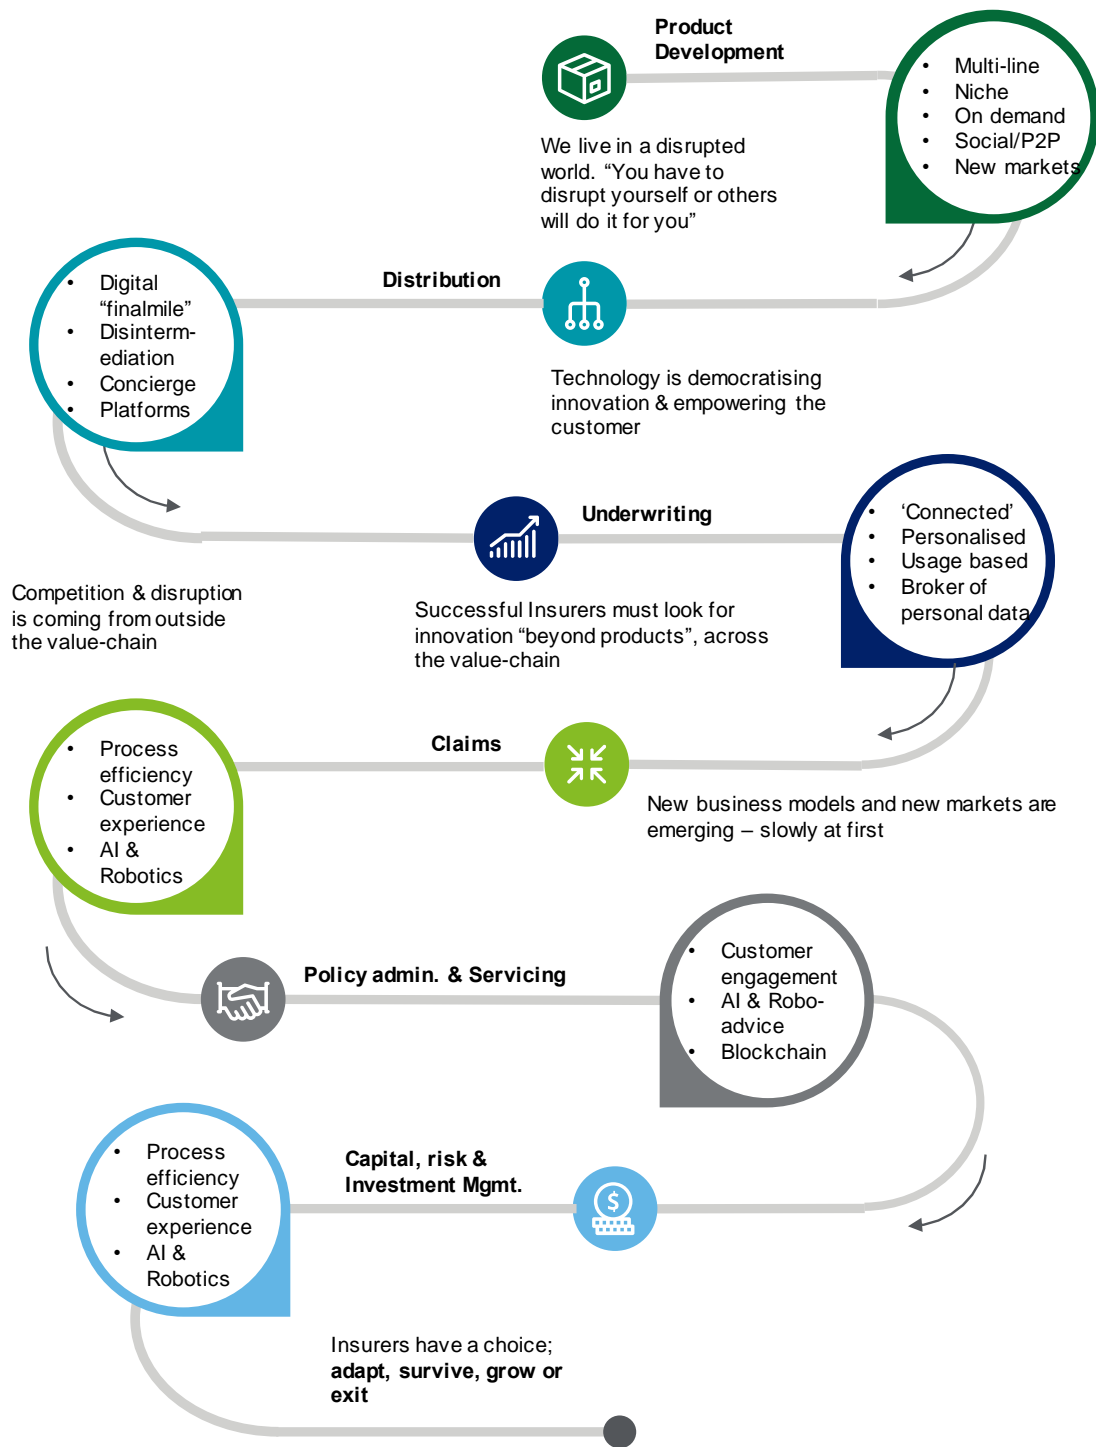 Product
Development
• Multi-line
• Niche
• On demand
• Social/P2P
• New markets
We live in a disrupted
world. “You have to
disrupt yourself or others
will do it for you”
Distribution
• Digital
“finalmile”
• Disinterm-
ediation
• Concierge
• Platforms
Technology is democratising
innovation & empowering the
customer
Underwriting
• ‘Connected’
• Personalised
• Usage based
• Broker of
personal data
Competition & disruption
is coming from outside
the value-chain
Successful Insurers must look for
innovation “beyond products”, across
the value-chain
Claims
• Process
efficiency
• Customer
experience
• AI &
Robotics
New business models and new markets are
emerging – slowly at first
Policy admin. & Servicing
• Customer
engagement
• AI & Robo-
advice
• Blockchain
Capital, risk &
Investment Mgmt.
$
• Process
efficiency
• Customer
experience
• AI &
Robotics
Insurers have a choice;
adapt, survive, grow or
exit